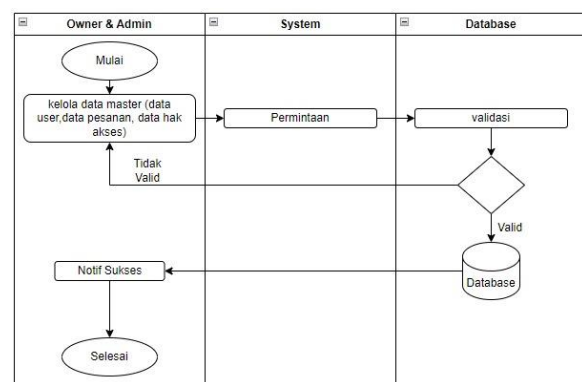 Owner & Admin
System
Database
Mulai
kelola data master (data
user,data pesanan, data hak
akses)
Permintaan
validasi
Tidak
Valid
Valid
Notif Sukses
Database
Selesai